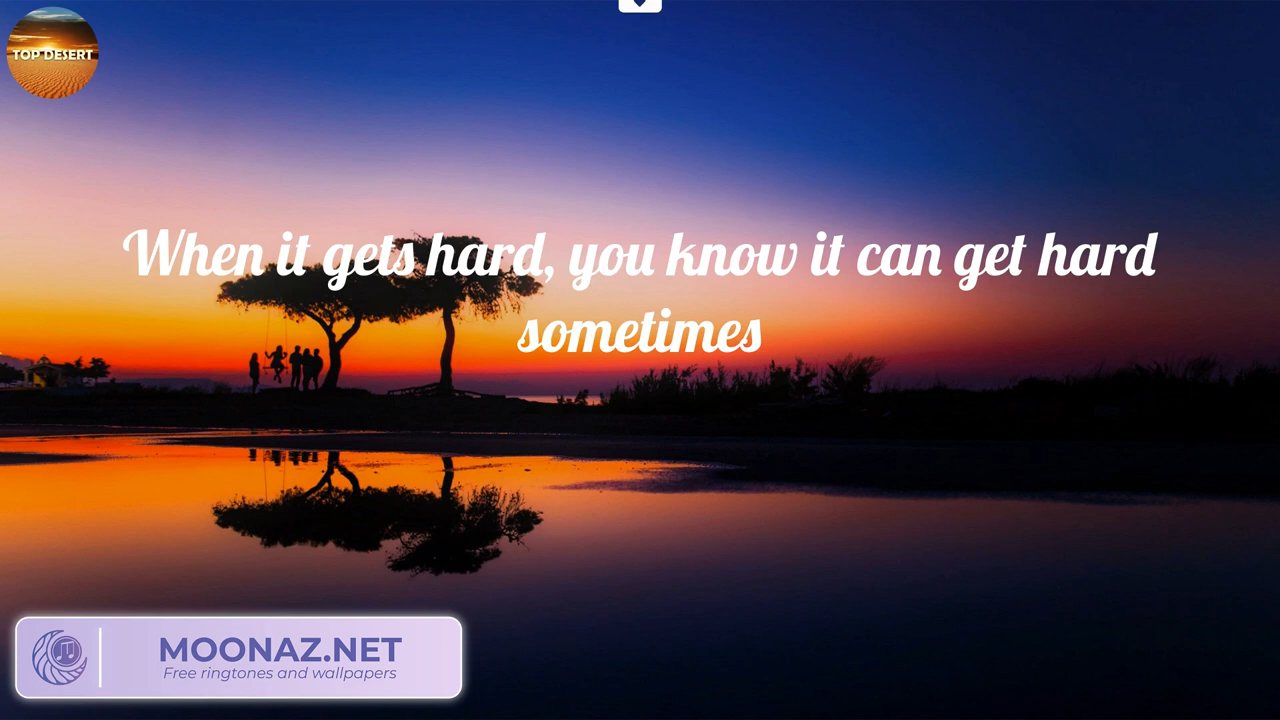 TOP DESERT
When it gets hard, you know it can get hard
sometimes
MOONAZ.NET
Free ringtones and wallpapers